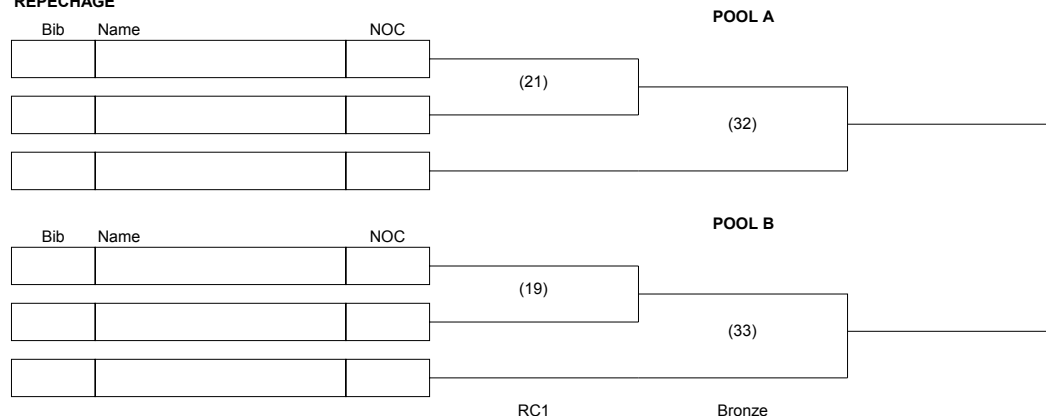 REPECHAGE
POOL A
Bib Name NOC
(21)
(32)
POOL B
Bib Name NOC
(19)
(33)
RC1 Bronze